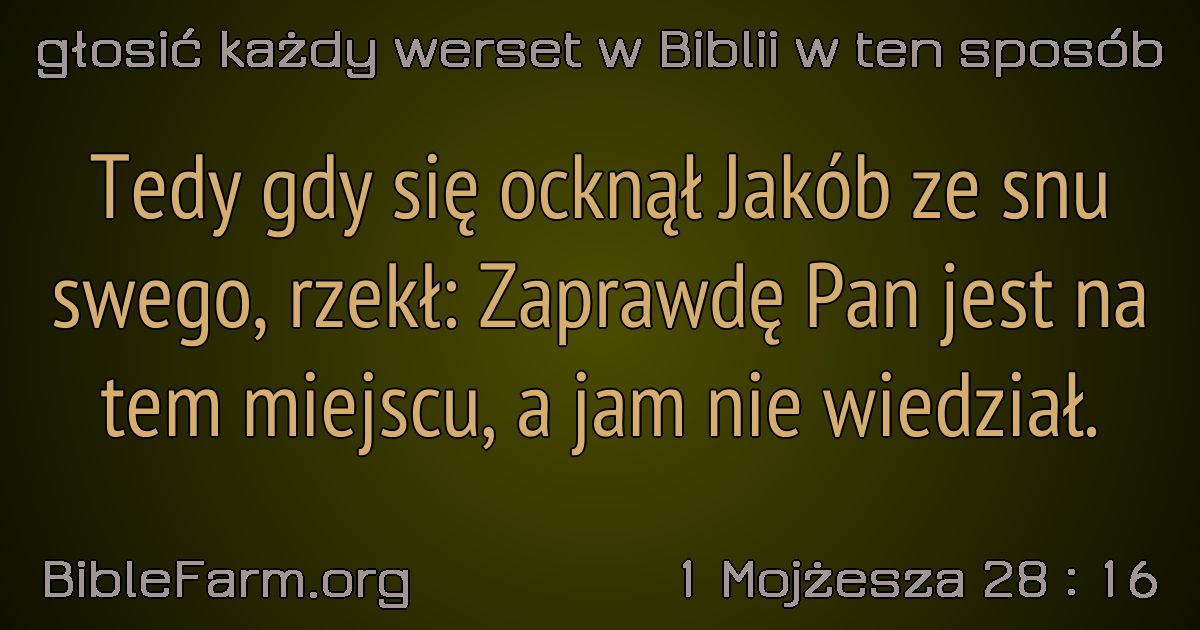 głosić każdy werset w Biblii w ten sposób
Tedy gdy się ocknął Jakób ze snu
swego, rzekł: Zaprawdę Pan jest na
tem miejscu, a jam nie wiedział.
BibleFarm.org
1 Mojżesza 28 : 16